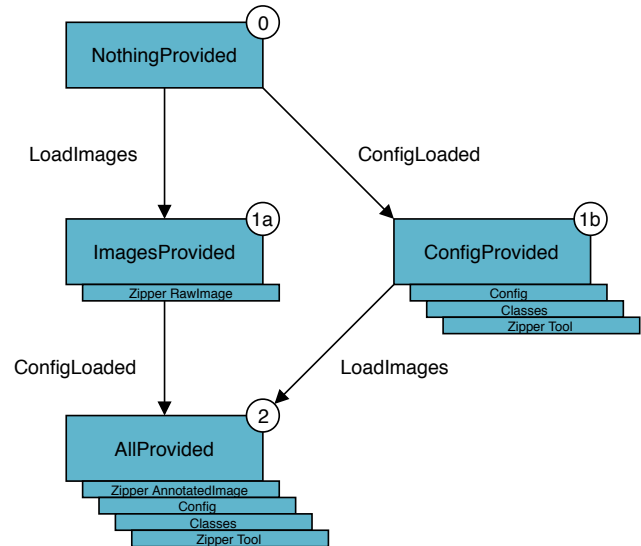 0
NothingProvided
LoadImages
ConfigLoaded
1a
ImagesProvided
Zipper RawImage
1b
ConfigProvided
Config
Classes
Zipper Tool
ConfigLoaded
LoadImages
2
AllProvided
Zipper AnnotatedImage
Config
Classes
Zipper Tool